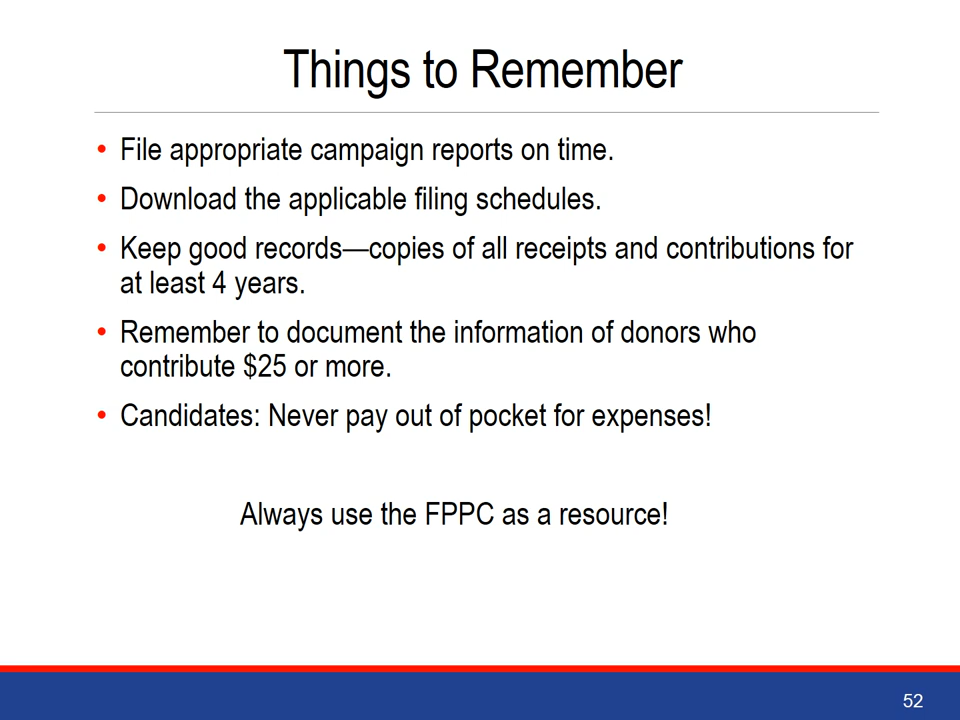 Things to Remember
• File appropriate campaign reports on time.
• Download the applicable filing schedules.
• Keep good records—copies of all receipts and contributions for
at least 4 years.
• Remember to document the information of donors who
contribute $25 or more.
• Candidates: Never pay out of pocket for expenses!
Always use the FPPC as a resource!
52